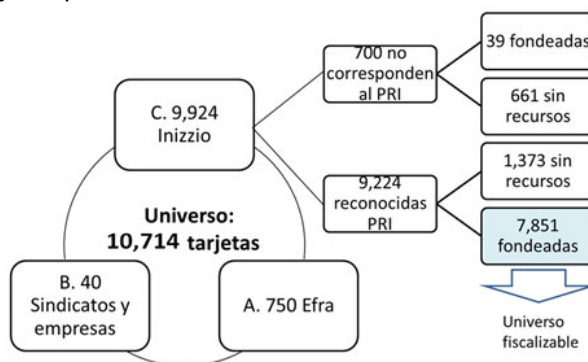 C. 9,924
Inizzio
Universo:
10,714 tarjetas
B. 40
Sindicatos y
empresas
A. 750 Efra
700 no
corresponden
al PRI
39 fondeadas
661 sin
recursos
9,224
reconocidas
PRI
1,373 sin
recursos
7,851
fondeadas
Universo
fiscalizable